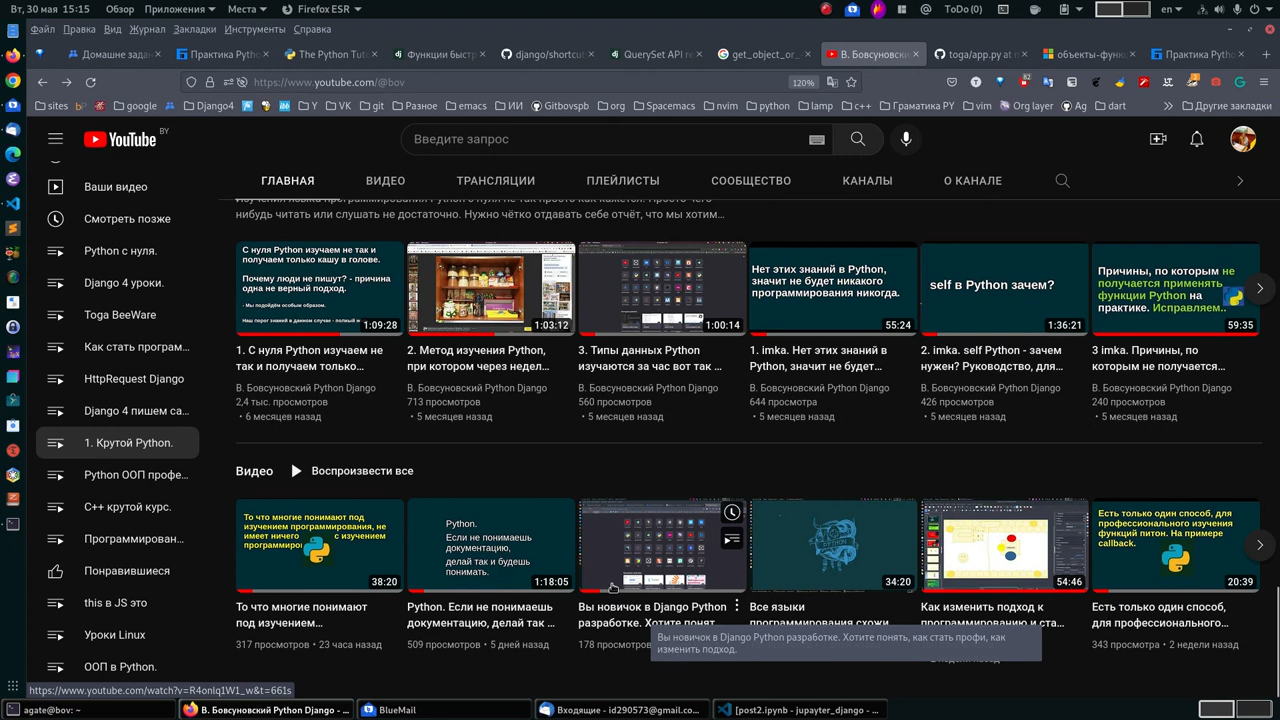 Вт, 30 мая 15:15 Обзор Приложения Места Firefox ESR ToDo(0) en
Файл Правка Вид Журнал Закладки Инструменты Справка
Домашне задан Практика Python The Python Tut Функции быстр django/shortcut QuerySet API re get_object_or_ В. Бовсуновски toga/app.py at m объекты-функ Практика Pytho
https://www.youtube.com/@bov 120%
sites bP google Django4 Y VK git Разное emacs ИИ Gitbovspb org Spacemacs nvim python lamp c++ Граматика PY vim Org layer Ag dart Другие закладки
YouTube BY
Введите запрос
ГЛАВНАЯ ВИДЕО ТРАНСЛЯЦИИ ПЛЕЙЛИСТЫ СООБЩЕСТВО КАНАЛЫ О КАНАЛЕ
Ваши видео
Смотреть позже
Python с нуля.
Django 4 уроки.
Toga BeeWare
Как стать програм...
HttpRequest Django
Django 4 пишем са...
1. Крутой Python.
Python ООП профе...
С++ крутой курс.
Программирован...
Понравившиеся
this в JS это
Уроки Linux
ООП в Python.
нибудь читать или слушать не достаточно. Нужно чётко отдавать себе отчёт, что мы хотим...
С нуля Python изучаем не так и
получаем только кашу в голове.
Почему люди не пишут? - причина
одна не верный подход.
- Мы подойдём особым образом.
1:09:28
1:03:12
1:00:14
Нет этих знаний в Python,
значит не будет никакого
программирования никогда.
55:24
self в Python зачем?
1:36:21
Причины, по которым не
получается применять
функции Python на
практике. Исправляем..
59:35
1. С нуля Python изучаем не
так и получаем только...
В. Бовсуновский Python Django
2,4 тыс. просмотров
• 6 месяцев назад
2. Метод изучения Python,
при котором через недел...
В. Бовсуновский Python Django
713 просмотров
• 5 месяцев назад
3. Типы данных Python
изучаются за час вот так ...
В. Бовсуновский Python Django
560 просмотров
• 5 месяцев назад
1. imka. Нет этих знаний в
Python, значит не будет...
В. Бовсуновский Python Django
644 просмотра
• 5 месяцев назад
2. imka. self Python - зачем
нужен? Руководство, для...
В. Бовсуновский Python Django
426 просмотров
• 5 месяцев назад
3 imka. Причины, по
которым не получается...
В. Бовсуновский Python Django
240 просмотров
• 5 месяцев назад
Видео Воспроизвести все
То что многие понимают под
изучением программирования, не
имеет ничего с изучением
38:20
Python.
Если не понимаешь
документацию,
делай так и будешь
понимать.
1:18:05
34:20
54:46
Есть только один способ, для
профессионального изучения
функций питон. На примере
callback.
20:39
То что многие понимают
под изучением...
317 просмотров • 23 часа назад
Python. Если не понимаешь
документацию, делай так ...
509 просмотров • 5 дней назад
Вы новичок в Django Python
разработке. Хотите понят
178 просмотров
Все языки
программирования схожи
Как изменить подход к
программированию и ста...
Есть только один способ,
для профессионального...
343 просмотра • 2 недели назад
Вы новичок в Django Python разработке. Хотите понять, как стать профи, как
изменить подход.
https://www.youtube.com/watch?v=R4onIq1W1_w&t=661s
agate@bov: ~ В. Бовсуновский Python Django - ... BlueMail Входящие - id290573@gmail.co... [post2.ipynb - jupayter_django - ...